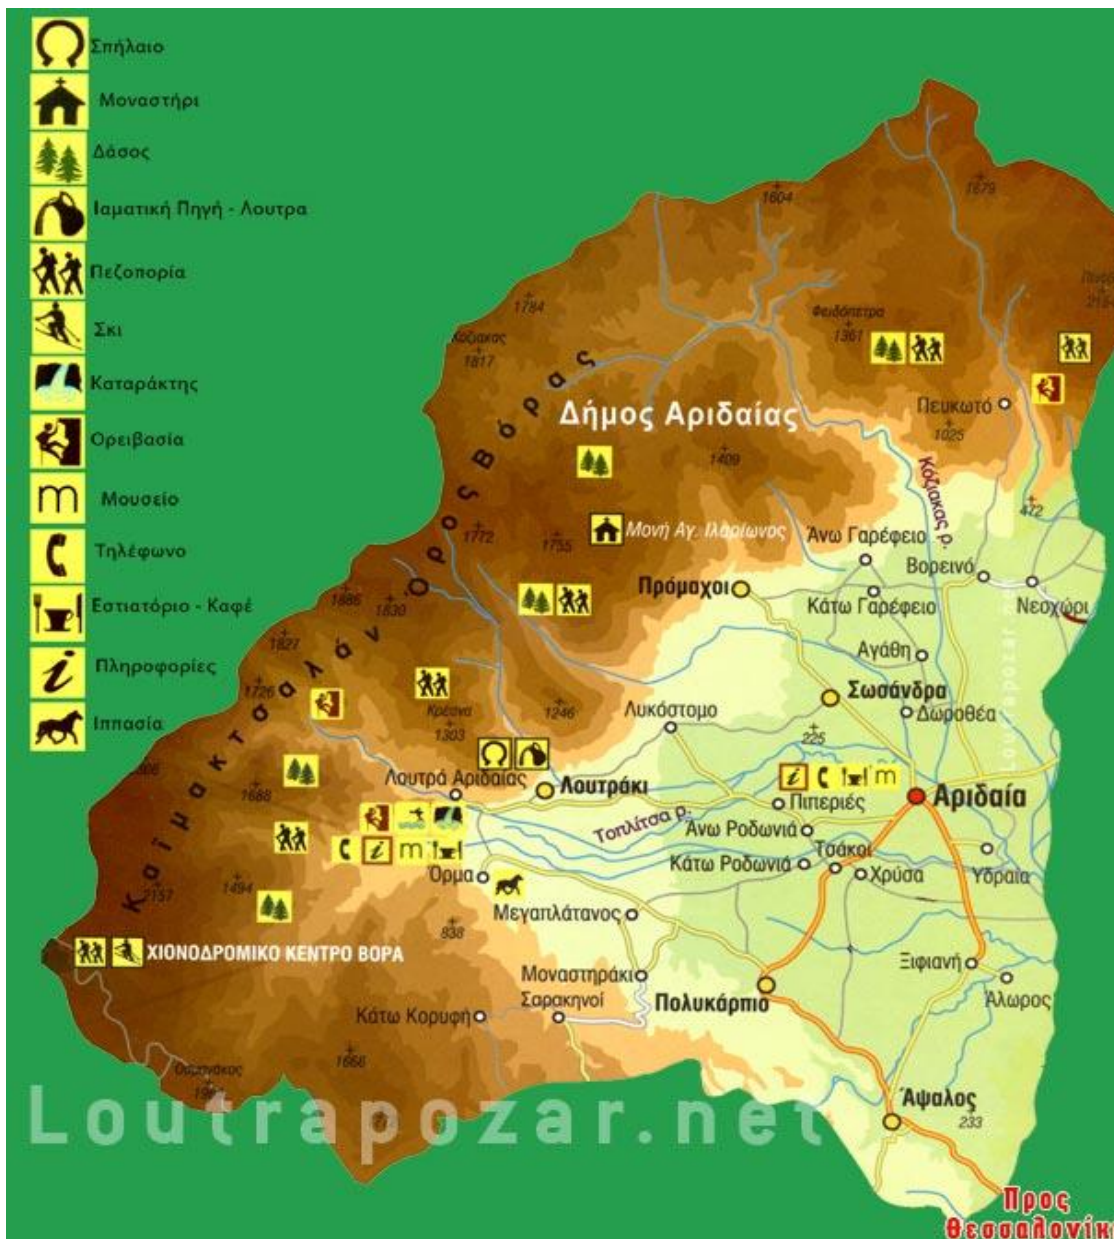 Σπήλαιο
Μοναστήρι
Δάσος
Ιαματική Πηγή - Λουτρα
Πεζοπορία
Σκι
Καταράκτης
Ορειβασία
m Μουσείο
Τηλέφωνο
Εστιατόριο - Καφέ
i Πληροφορίες
Ιππασία
1604
1679
1784
Φειδόπετρα
1361
Κόζιακας
1817
Δήμος Αριδαίας
Πευκωτό
1025
1409
Όρος Βόρας
Κόζιακας ρ.
472
1772
1755
Μονή Αγ. Ιλαρίωνος
Άνω Γαρέφειο
Βορεινό
Πρόμαχοι
Κάτω Γαρέφειο
Νεοχώρι
1886
1830
1827
Αγάθη
1726
Καϊμακτσαλάν
Σωσάνδρα
Κρέανα
1303
1246
Λυκόστομο
Δωροθέα
225
1688
Λουτρά Αριδαίας
Λουτράκι
i m
Αριδαία
Πιπεριές
Τοπλίτσα ρ.
Άνω Ροδωνιά
i m
Τσάκοι
Κάτω Ροδωνιά
Χρύσα
Υδραία
Όρμα
1494
2157
Μεγαπλάτανος
838
ΧΙΟΝΟΔΡΟΜΙΚΟ ΚΕΝΤΡΟ ΒΟΡΑ
Ξιφιανή
Μοναστηράκι
Άλωρος
Σαρακηνοί
Πολυκάρπιο
Κάτω Κορυφή
1666
Άψαλος
233
Loutrapozar.net
Προς
Θεσσαλονίκ